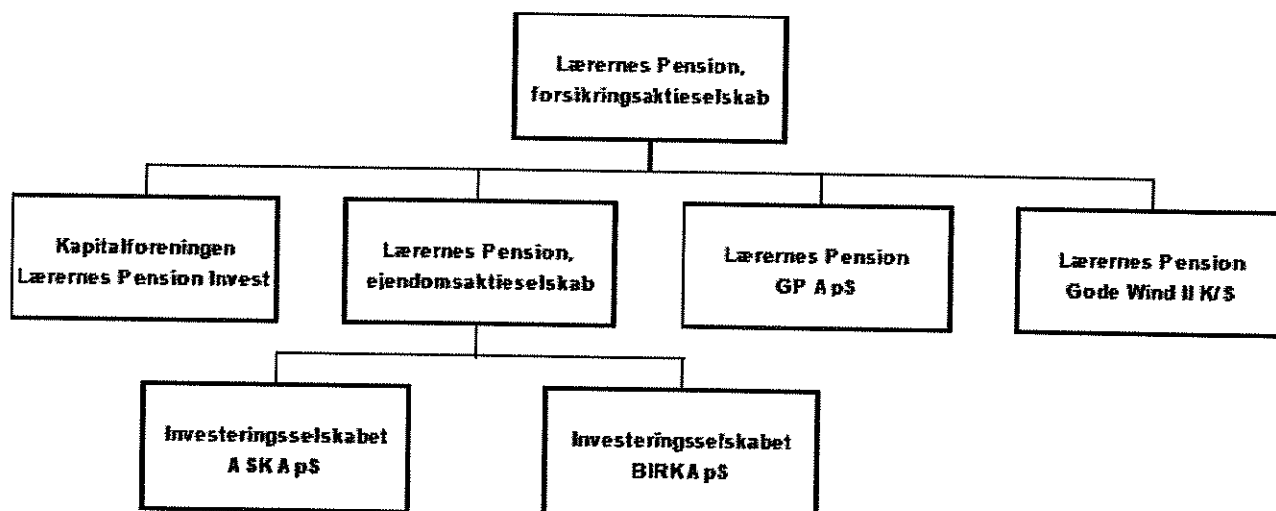 Lærernes Pension,
forsikringsaktieselskab
Kapitalforeningen
Lærernes Pension Invest
Lærernes Pension,
ejendomsaktieselskab
Lærernes Pension
GP ApS
Lærernes Pension
Gode Wind II K/S
Investeringsselskabet
ASK ApS
Investeringsselskabet
BIRK ApS